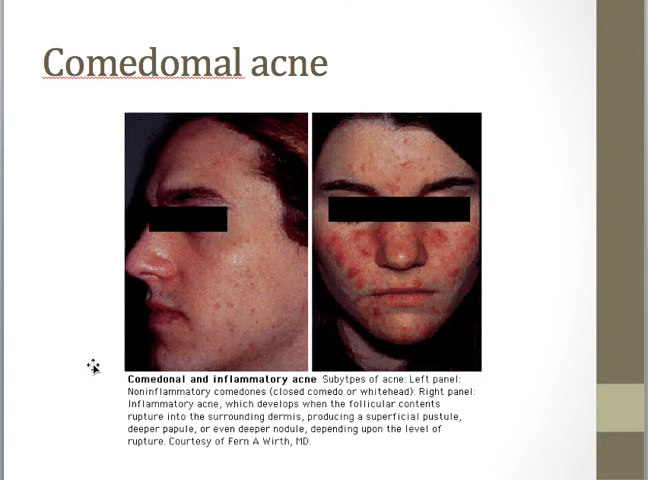 Comedomal acne
Comedonal and inflammatory acne Subytpes of acne: Left panel:
Noninflammatory comedones (closed comedo or whitehead). Right panel:
Inflammatory acne, which develops when the follicular contents
rupture into the surrounding dermis, producing a superficial pustule,
deeper papule, or even deeper nodule, depending upon the level of
rupture. Courtesy of Fern A Wirth, MD.